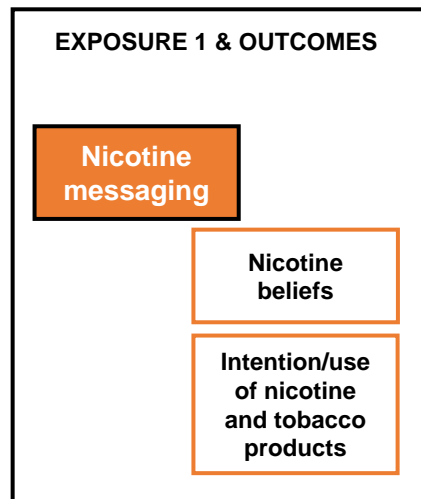 EXPOSURE 1 & OUTCOMES
Nicotine
messaging
Nicotine
beliefs
Intention/use
of nicotine
and tobacco
products